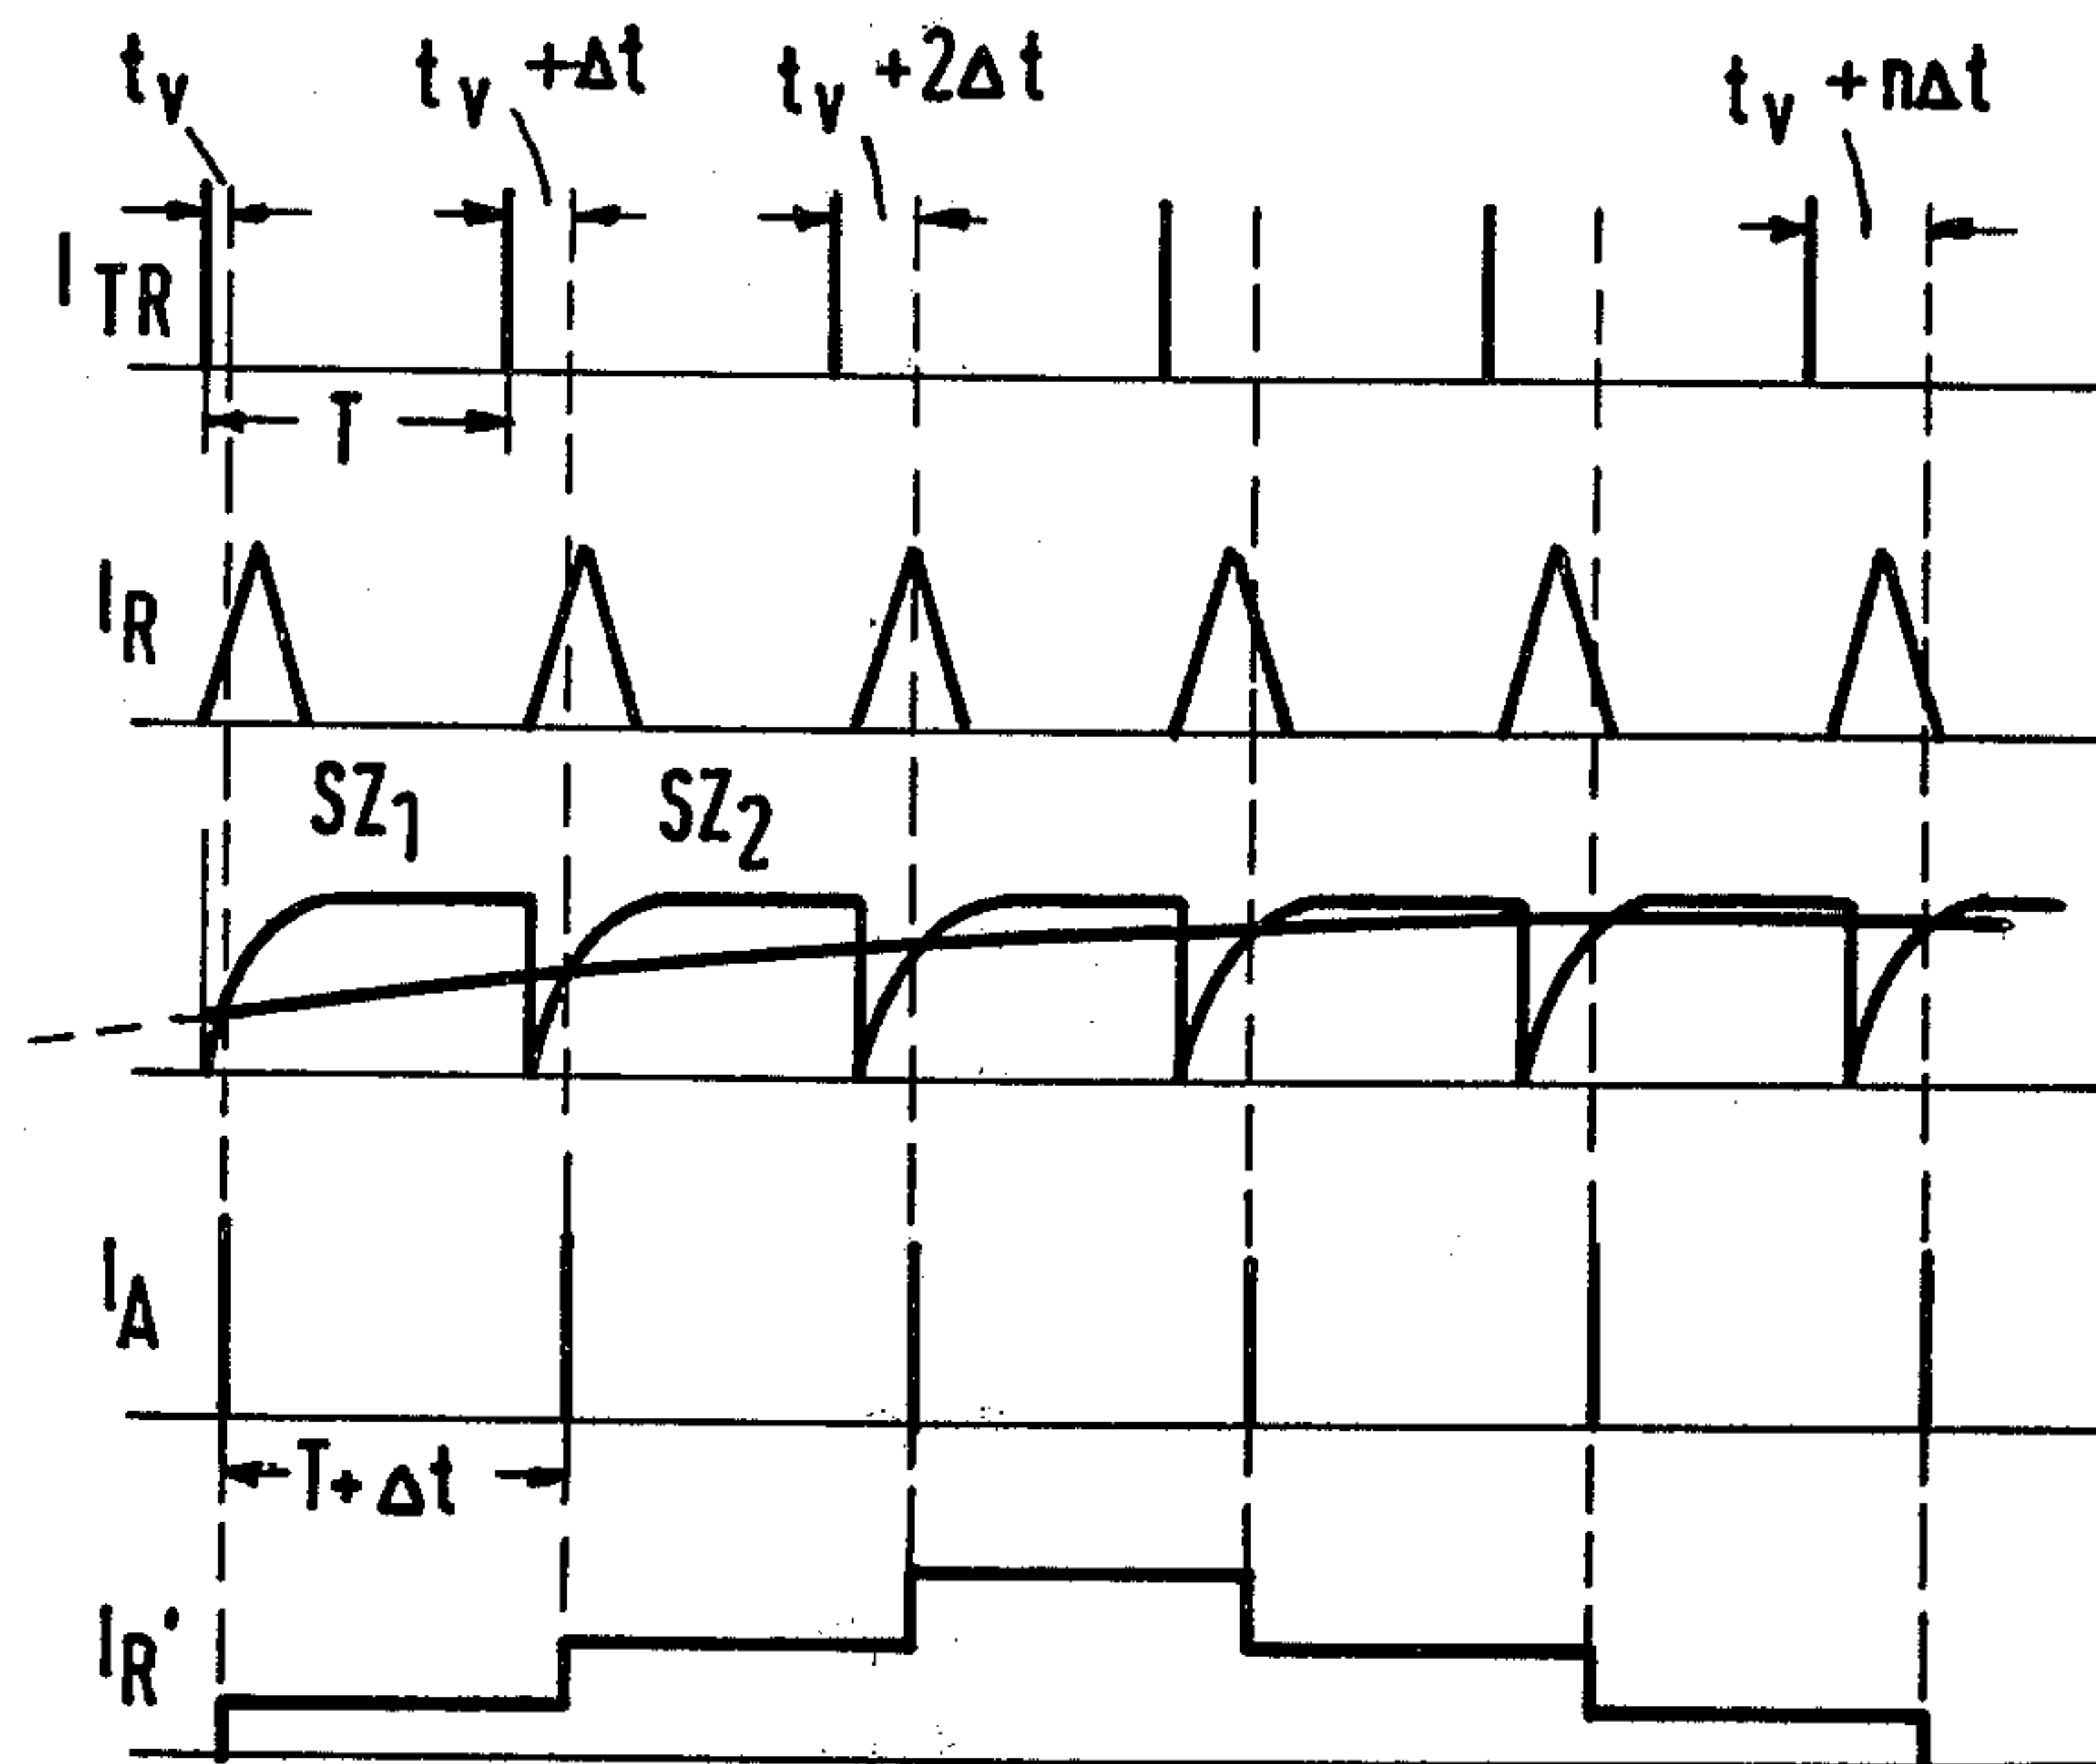 tv
tv +Δt
tv +2Δt
tv +nΔt
ITR
T
IR
SZ1
SZ2
IA
T+Δt
IR'